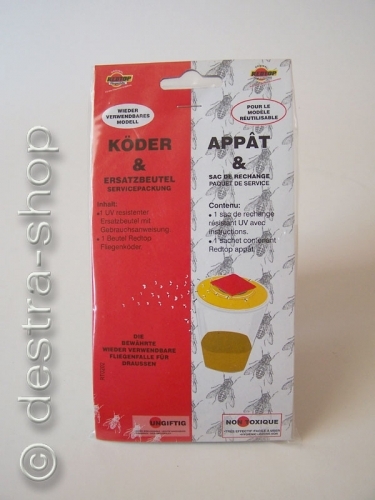 REDTOP
WIEDER
VERWENDBARES
MODELL
KÖDER
&
ERSATZBEUTEL
SERVICEPACKUNG
Inhalt:
• 1 UV resistenter
Ersatzbeutel mit
Gebrauchsanweisung.
• 1 Beutel Redtop
Fliegenköder.
DIE
BEWÄHRTE
WIEDER VERWENDBARE
FLIEGENFALLE FÜR
DRAUSSEN
UNGIFTIG
REDTOP
POUR LE
MODÈLE
RÉUTILISABLE
APPÂT
&
SAC DE RECHANGE
PAQUET DE SERVICE
Contenu:
• 1 sac de rechange
résistant UV avec
instructions.
• 1 sachet contenant
Redtop appât.
NON TOXIQUE
© destra-shop